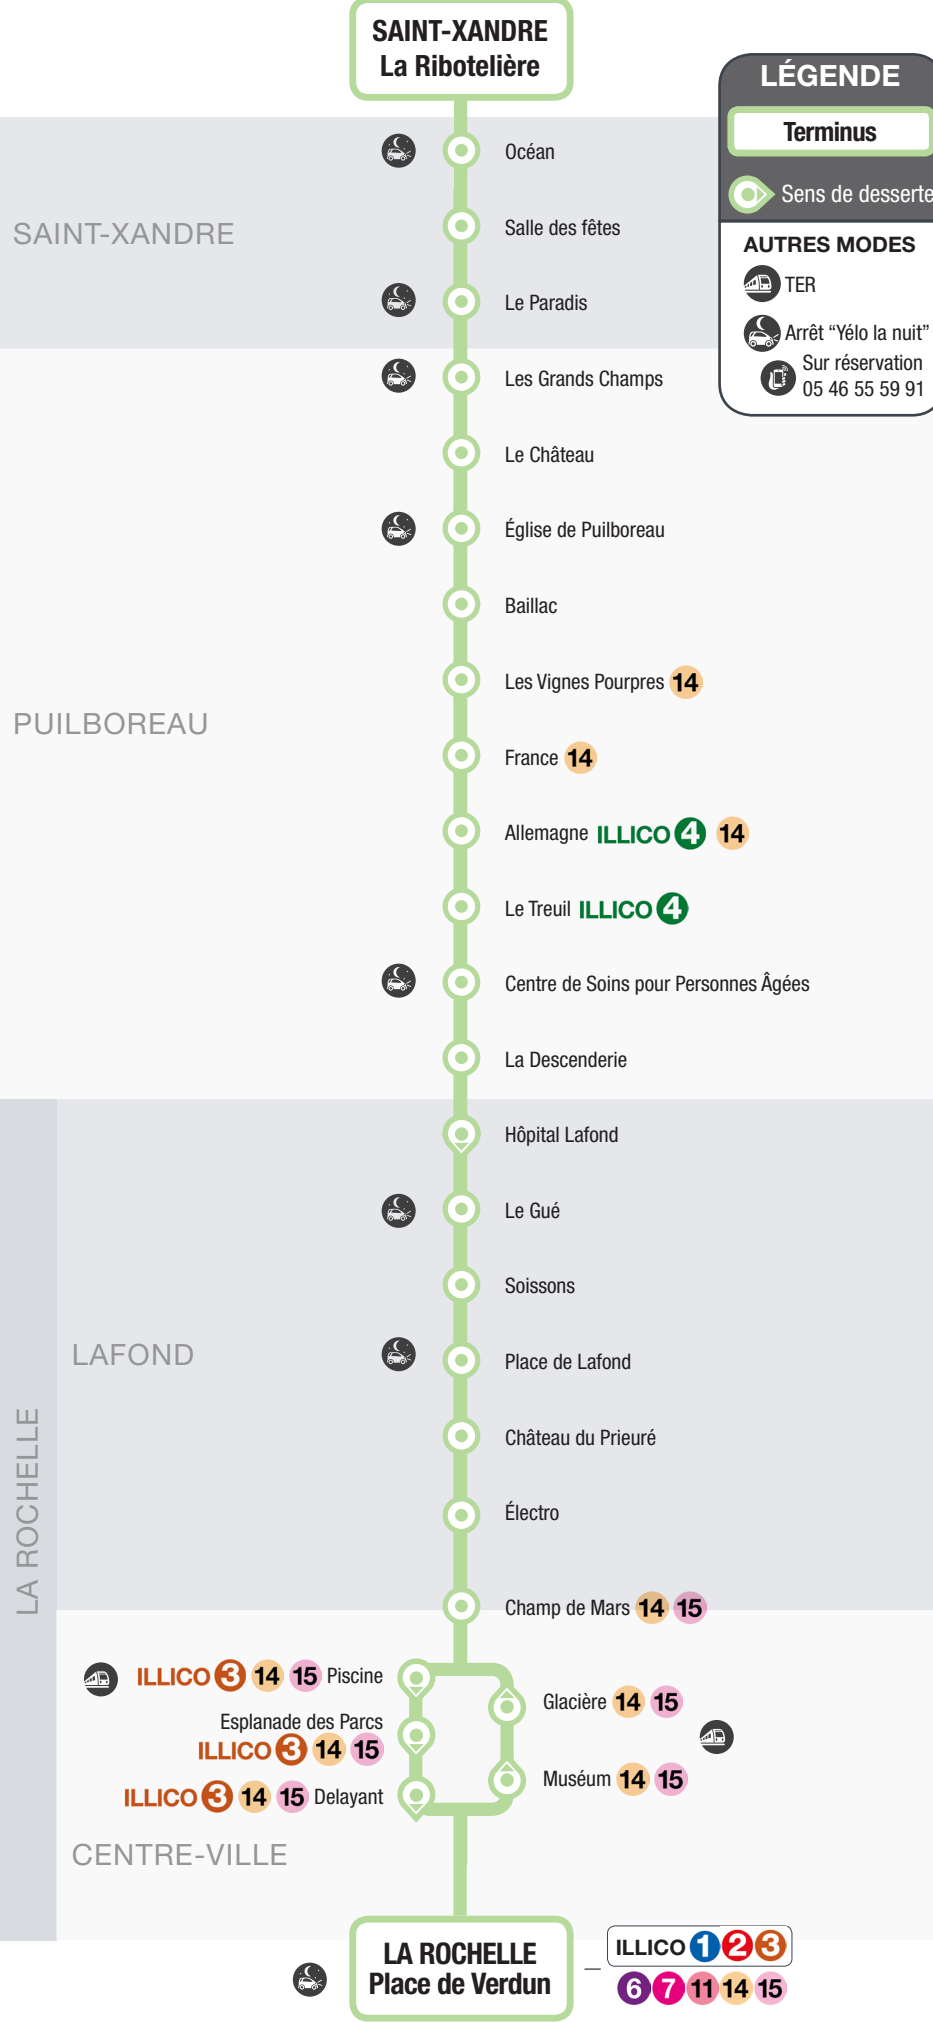 SAINT-XANDRE
La Ribotelière
LÉGENDE
Terminus
Sens de desserte
AUTRES MODES
TER
Arrêt “Yélo la nuit”
Sur réservation
05 46 55 59 91
SAINT-XANDRE
Océan
Salle des fêtes
Le Paradis
PUILBOREAU
Les Grands Champs
Le Château
Église de Puilboreau
Baillac
Les Vignes Pourpres 14
France 14
Allemagne ILLICO 4 14
Le Treuil ILLICO 4
Centre de Soins pour Personnes Âgées
La Descenderie
LA ROCHELLE
LAFOND
Hôpital Lafond
Le Gué
Soissons
Place de Lafond
Château du Prieuré
Électro
Champ de Mars 14 15
ILLICO 3 14 15 Piscine
Esplanade des Parcs
ILLICO 3 14 15
ILLICO 3 14 15 Delayant
Glacière 14 15
Muséum 14 15
CENTRE-VILLE
LA ROCHELLE
Place de Verdun
ILLICO 1 2 3
6 7 11 14 15